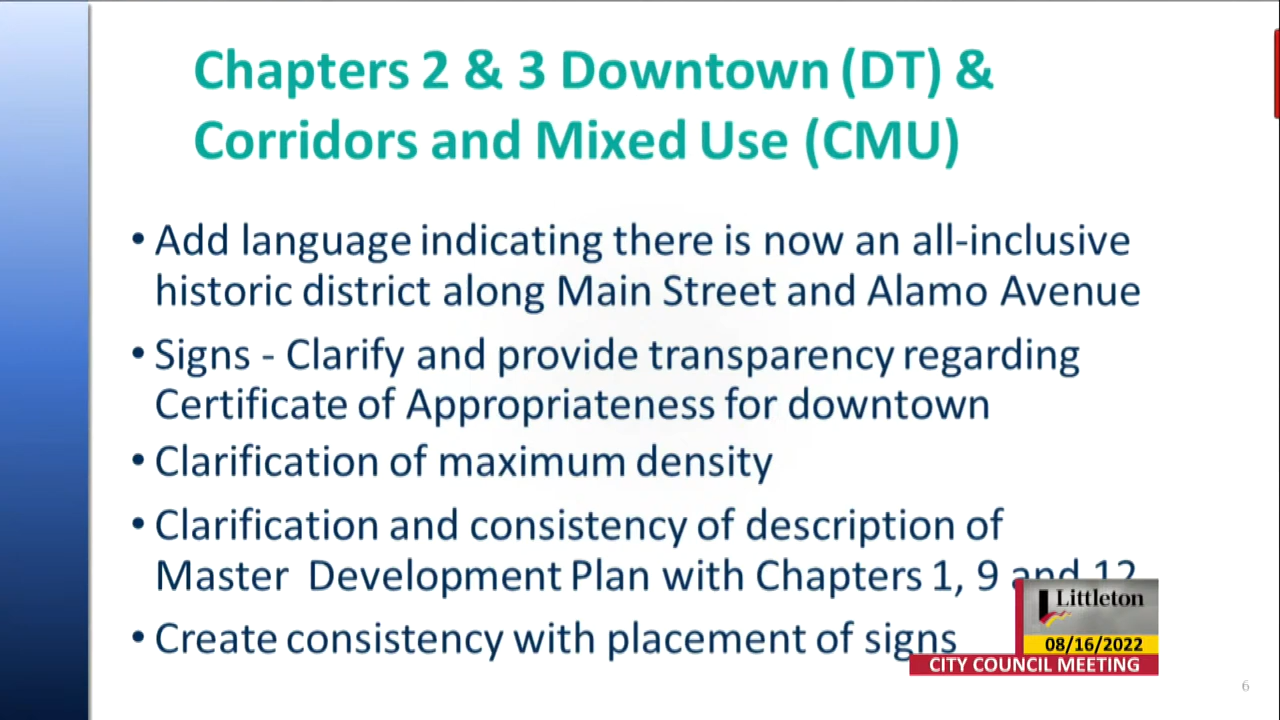 Chapters 2 & 3 Downtown (DT) &
Corridors and Mixed Use (CMU)
• Add language indicating there is now an all-inclusive
historic district along Main Street and Alamo Avenue
• Signs - Clarify and provide transparency regarding
Certificate of Appropriateness for downtown
• Clarification of maximum density
• Clarification and consistency of description of
Master Development Plan with Chapters 1, 9 and 12
• Create consistency with placement of signs
Littleton
08/16/2022
CITY COUNCIL MEETING
6